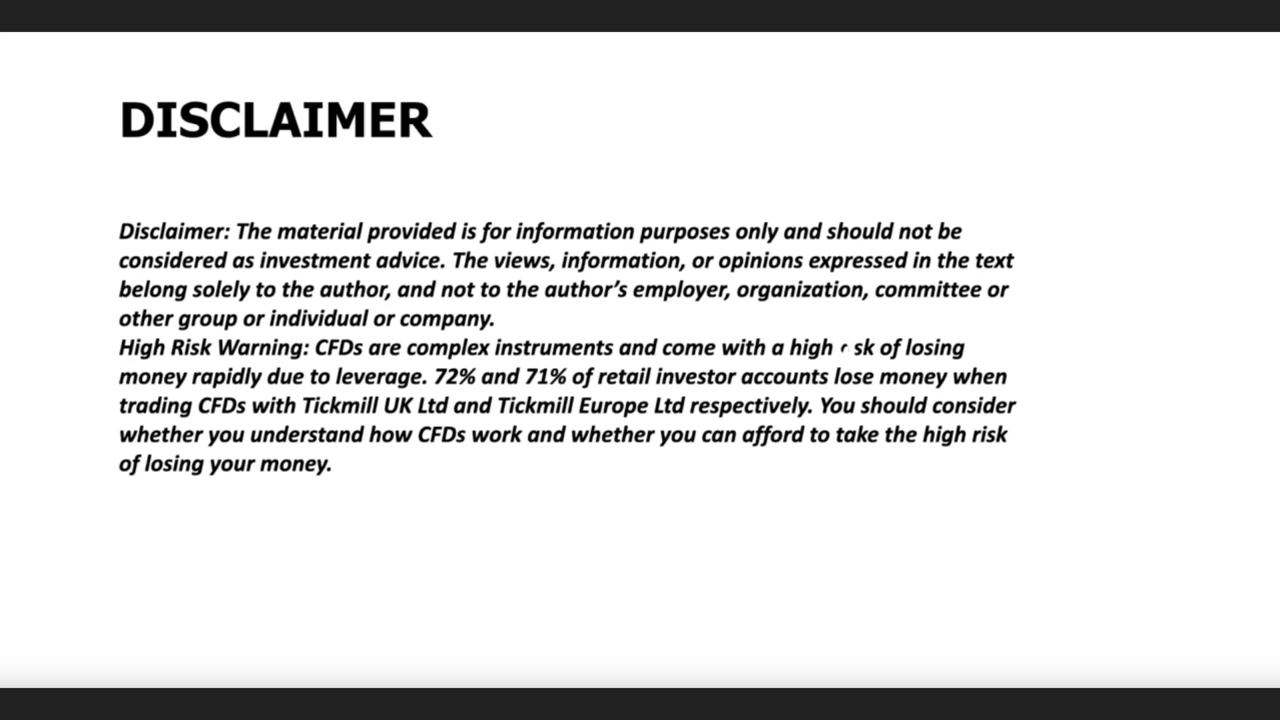 DISCLAIMER
Disclaimer: The material provided is for information purposes only and should not be
considered as investment advice. The views, information, or opinions expressed in the text
belong solely to the author, and not to the author's employer, organization, committee or
other group or individual or company.
High Risk Warning: CFDs are complex instruments and come with a high risk of losing
money rapidly due to leverage. 72% and 71% of retail investor accounts lose money when
trading CFDs with Tickmill UK Ltd and Tickmill Europe Ltd respectively. You should consider
whether you understand how CFDs work and whether you can afford to take the high risk
of losing your money.